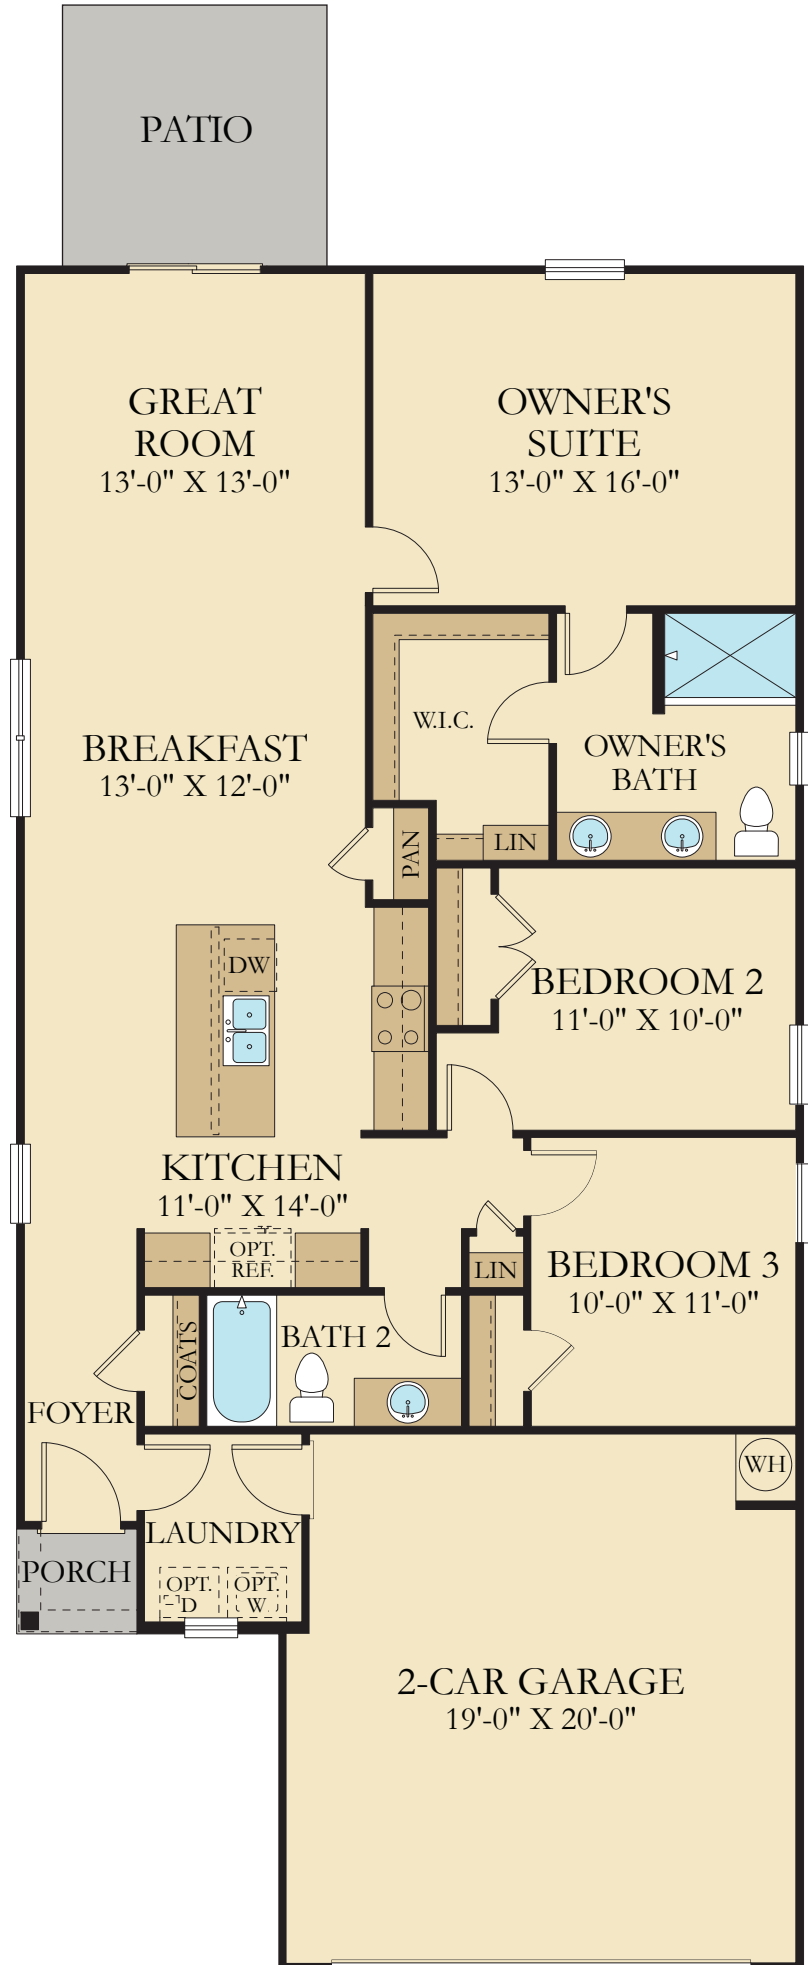 PATIO
GREAT
ROOM
13'-0" X 13'-0"
OWNER'S
SUITE
13'-0" X 16'-0"
W.I.C.
BREAKFAST
13'-0" X 12'-0"
OWNER'S
BATH
LIN
PAN
DW
BEDROOM 2
11'-0" X 10'-0"
KITCHEN
11'-0" X 14'-0"
OPT.
REF.
LIN
BEDROOM 3
10'-0" X 11'-0"
COATS
BATH 2
FOYER
WH
LAUNDRY
PORCH
OPT.
D
OPT.
W
2-CAR GARAGE
19'-0" X 20'-0"